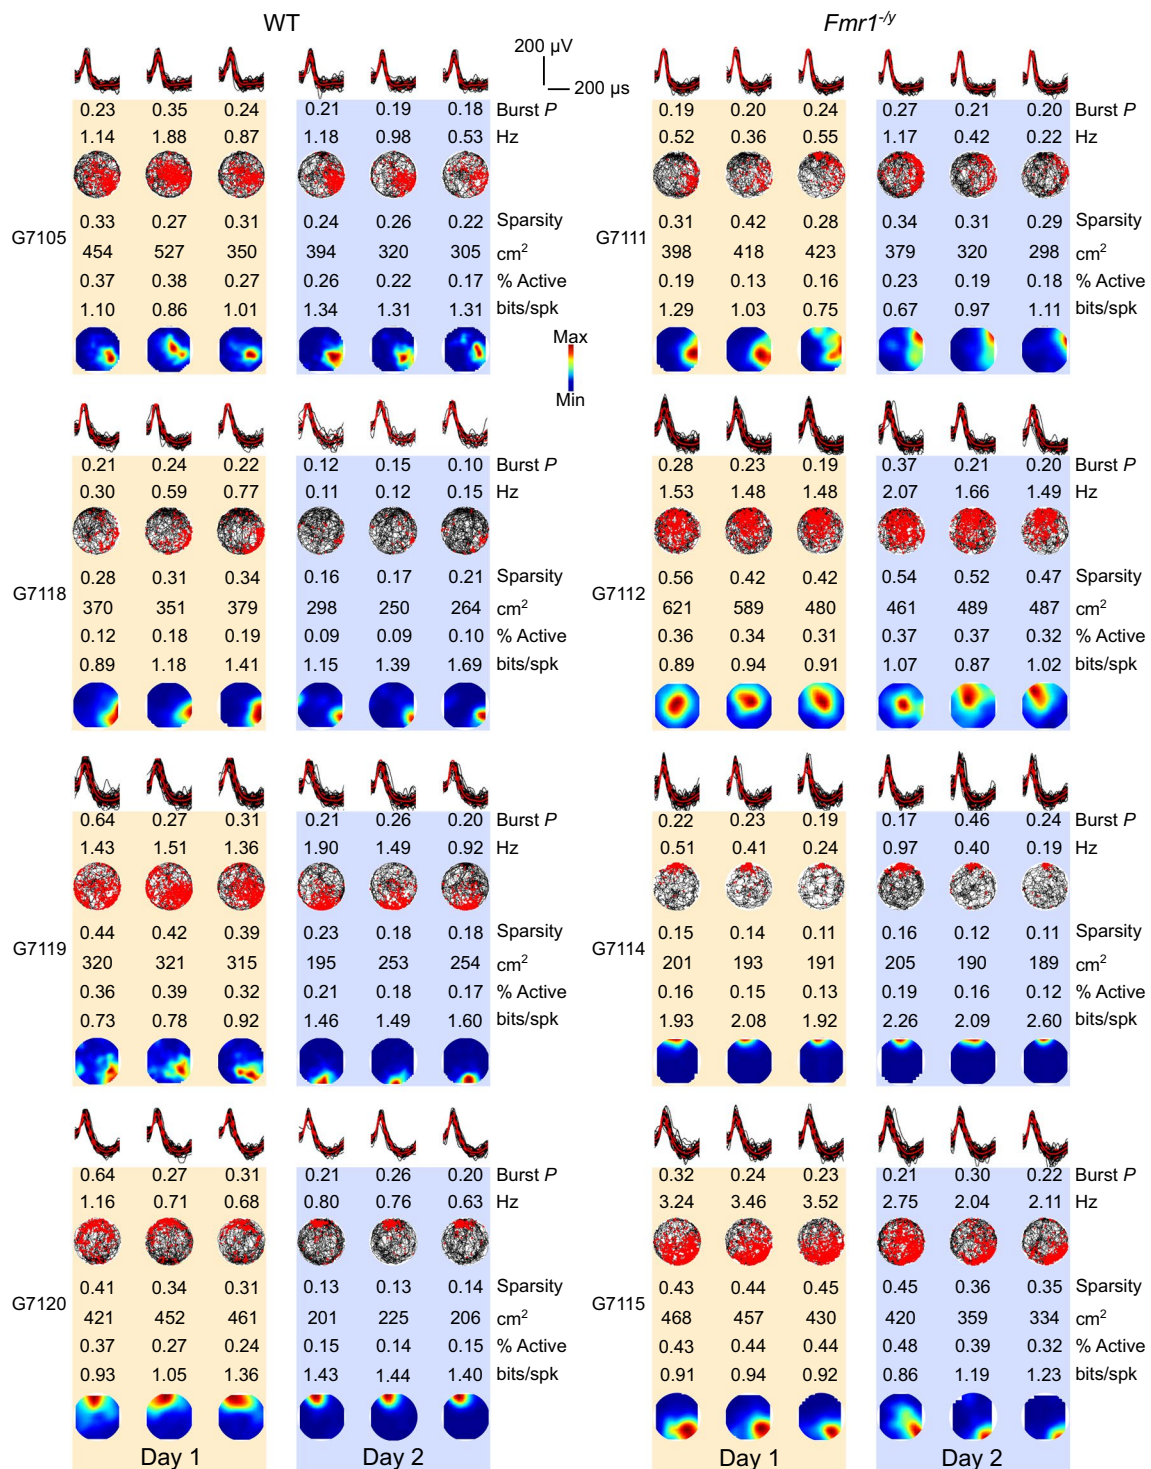 WT
Fmr1-/y
200 µV
200 µs
0.23 0.35 0.24 0.21 0.19 0.18 Burst P 0.19 0.20 0.24 0.27 0.21 0.20 Burst P
1.14 1.88 0.87 1.18 0.98 0.53 Hz 0.52 0.36 0.55 1.17 0.42 0.22 Hz
0.33 0.27 0.31 0.24 0.26 0.22 Sparsity 0.31 0.42 0.28 0.34 0.31 0.29 Sparsity
G7105 454 527 350 394 320 305 cm2 G7111 398 418 423 379 320 298 cm2
0.37 0.38 0.27 0.26 0.22 0.17 % Active 0.19 0.13 0.16 0.23 0.19 0.18 % Active
1.10 0.86 1.01 1.34 1.31 1.31 bits/spk 1.29 1.03 0.75 0.67 0.97 1.11 bits/spk
Max
Min
0.21 0.24 0.22 0.12 0.15 0.10 Burst P 0.28 0.23 0.19 0.37 0.21 0.20 Burst P
0.30 0.59 0.77 0.11 0.12 0.15 Hz 1.53 1.48 1.48 2.07 1.66 1.49 Hz
0.28 0.31 0.34 0.16 0.17 0.21 Sparsity 0.56 0.42 0.42 0.54 0.52 0.47 Sparsity
G7118 370 351 379 298 250 264 cm2 G7112 621 589 480 461 489 487 cm2
0.12 0.18 0.19 0.09 0.09 0.10 % Active 0.36 0.34 0.31 0.37 0.37 0.32 % Active
0.89 1.18 1.41 1.15 1.39 1.69 bits/spk 0.89 0.94 0.91 1.07 0.87 1.02 bits/spk
0.64 0.27 0.31 0.21 0.26 0.20 Burst P 0.22 0.23 0.19 0.17 0.46 0.24 Burst P
1.43 1.51 1.36 1.90 1.49 0.92 Hz 0.51 0.41 0.24 0.97 0.40 0.19 Hz
0.44 0.42 0.39 0.23 0.18 0.18 Sparsity 0.15 0.14 0.11 0.16 0.12 0.11 Sparsity
G7119 320 321 315 195 253 254 cm2 G7114 201 193 191 205 190 189 cm2
0.36 0.39 0.32 0.21 0.18 0.17 % Active 0.16 0.15 0.13 0.19 0.16 0.12 % Active
0.73 0.78 0.92 1.46 1.49 1.60 bits/spk 1.93 2.08 1.92 2.26 2.09 2.60 bits/spk
0.64 0.27 0.31 0.21 0.26 0.20 Burst P 0.32 0.24 0.23 0.21 0.30 0.22 Burst P
1.16 0.71 0.68 0.80 0.76 0.63 Hz 3.24 3.46 3.52 2.75 2.04 2.11 Hz
0.41 0.34 0.31 0.13 0.13 0.14 Sparsity 0.43 0.44 0.45 0.45 0.36 0.35 Sparsity
G7120 421 452 461 201 225 206 cm2 G7115 468 457 430 420 359 334 cm2
0.37 0.27 0.24 0.15 0.14 0.15 % Active 0.43 0.44 0.44 0.48 0.39 0.32 % Active
0.93 1.05 1.36 1.43 1.44 1.40 bits/spk 0.91 0.94 0.92 0.86 1.19 1.23 bits/spk
Day 1 Day 2 Day 1 Day 2